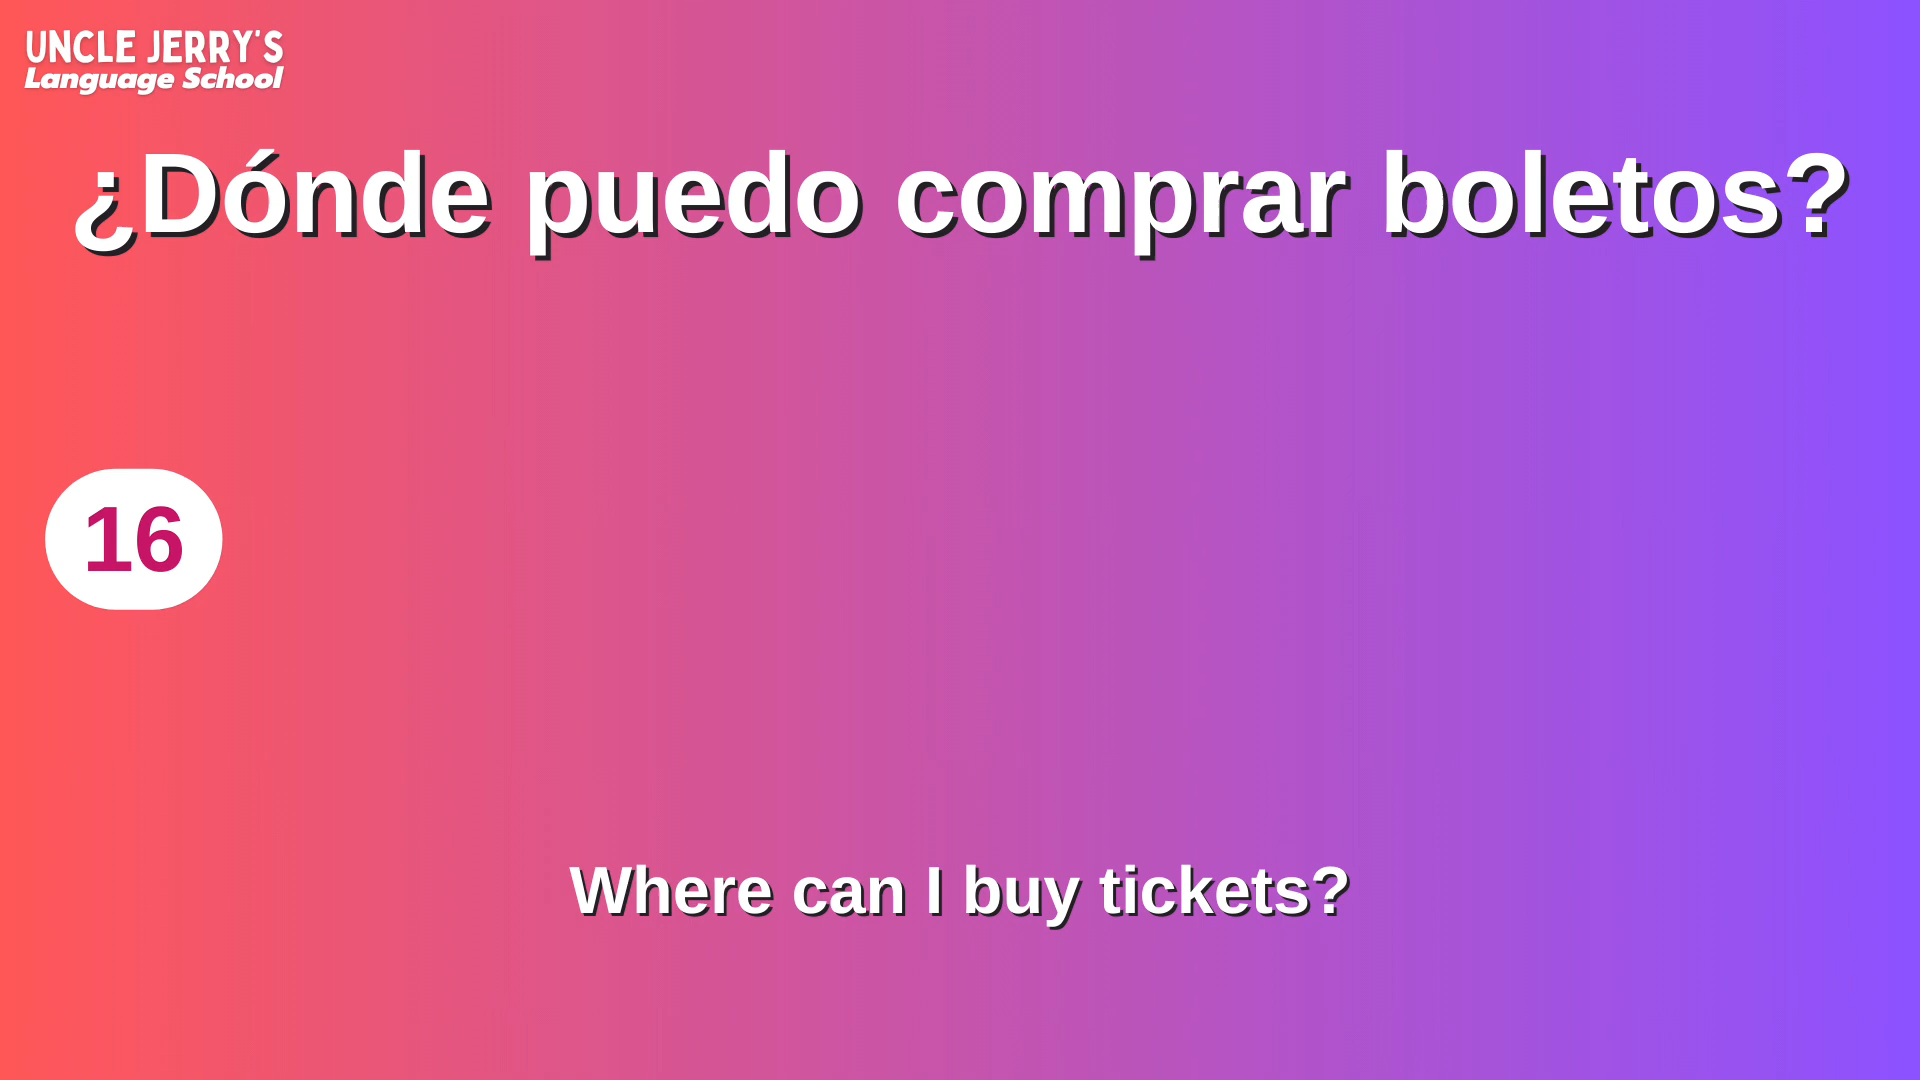 UNCLE JERRY'S
Language School
¿Dónde puedo comprar boletos?
16
Where can I buy tickets?